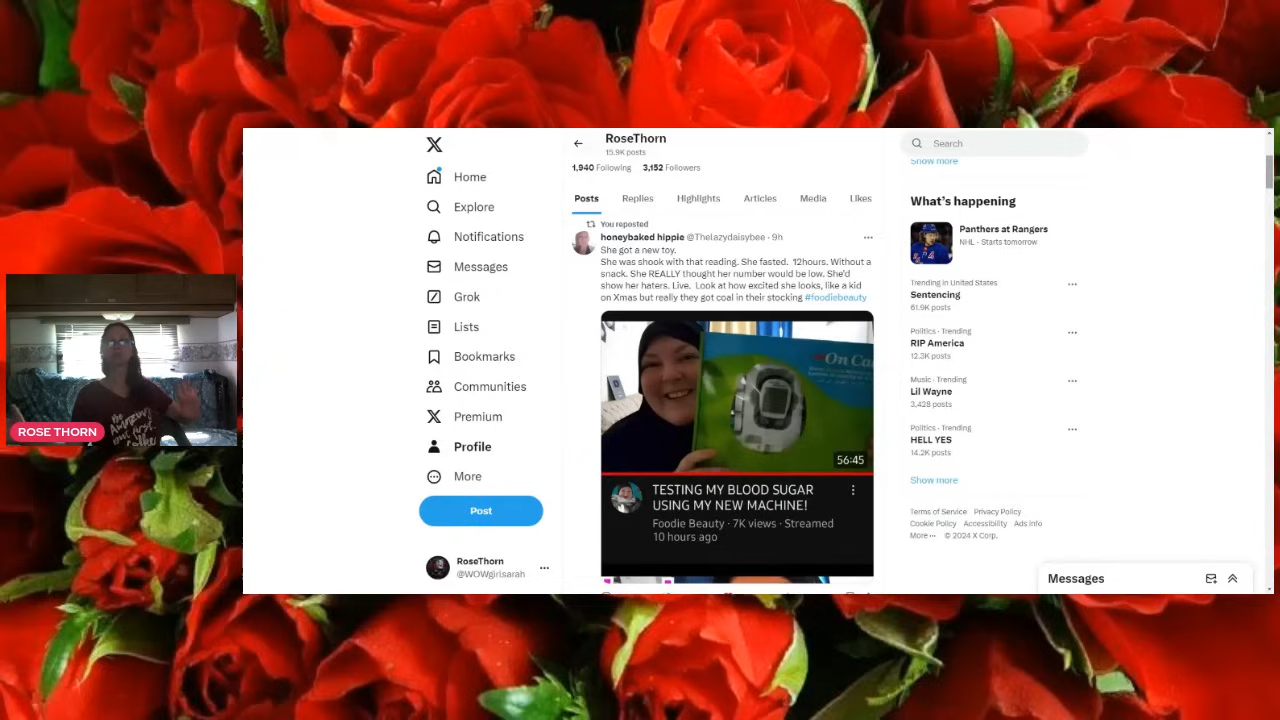 RoseThorn
15.9K posts
1,940 Following 3,152 Followers
Posts Replies Highlights Articles Media Likes
Home
Explore
Notifications
Messages
Grok
Lists
Bookmarks
Communities
Premium
Profile
More
Post
RoseThorn
@WOWgirlsarah
You reposted
honeybaked hippie @Thelazydaisybee · 9h
She got a new toy.
She was shook with that reading. She fasted. 12hours. Without a
snack. She REALLY thought her number would be low. She'd
show her haters. Live. Look at how excited she looks, like a kid
on Xmas but really they got coal in their stocking #foodiebeauty
On Ca
56:45
TESTING MY BLOOD SUGAR
USING MY NEW MACHINE!
Foodie Beauty · 7K views · Streamed
10 hours ago
Search
Show more
What's happening
Panthers at Rangers
NHL · Starts tomorrow
Trending in United States
Sentencing
61.9K posts
Politics · Trending
RIP America
12.3K posts
Music · Trending
Lil Wayne
3,428 posts
Politics · Trending
HELL YES
14.2K posts
Show more
Terms of Service Privacy Policy
Cookie Policy Accessibility Ads info
More ··· © 2024 X Corp.
Messages
ROSE THORN
Be
Amazing
but first,
Coffee